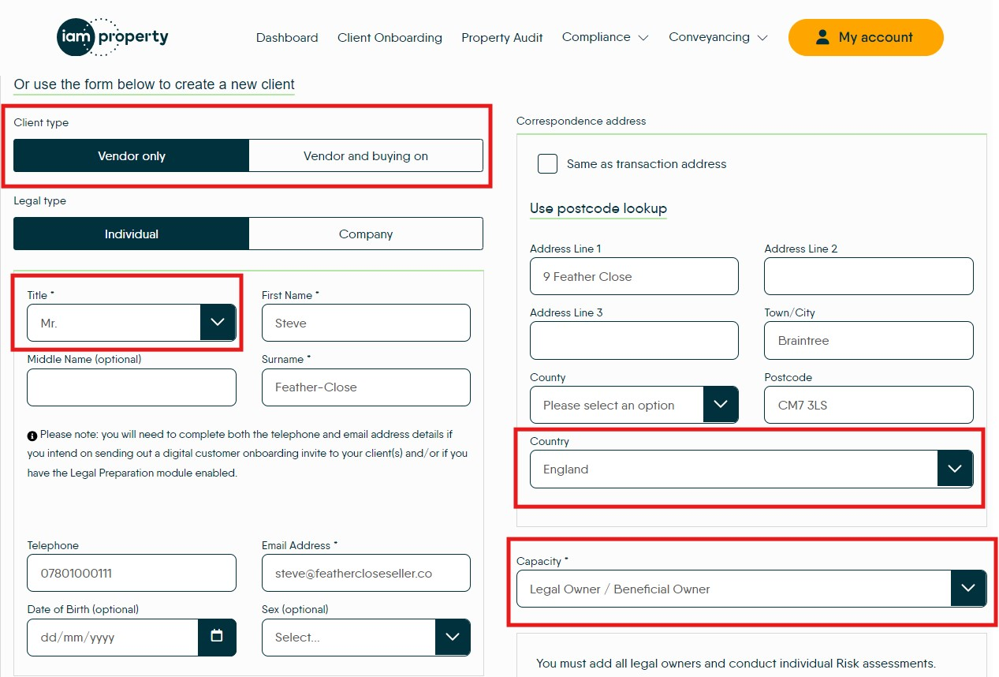 iam property
Dashboard
Client Onboarding
Property Audit
Compliance
Conveyancing
My account
Or use the form below to create a new client
Client type
Vendor only
Vendor and buying on
Legal type
Individual
Company
Title *
Mr.
First Name *
Steve
Middle Name (optional)
Surname *
Feather-Close
Please note: you will need to complete both the telephone and email address details if
you intend on sending out a digital customer onboarding invite to your client(s) and/or if you
have the Legal Preparation module enabled.
Telephone
07801000111
Email Address *
steve@feathercloseseller.co
Date of Birth (optional)
dd/mm/yyyy
Sex (optional)
Select...
Correspondence address
Same as transaction address
Use postcode lookup
Address Line 1
9 Feather Close
Address Line 2
Address Line 3
Town/City
Braintree
County
Please select an option
Postcode
CM7 3LS
Country
England
Capacity *
Legal Owner / Beneficial Owner
You must add all legal owners and conduct individual Risk assessments.